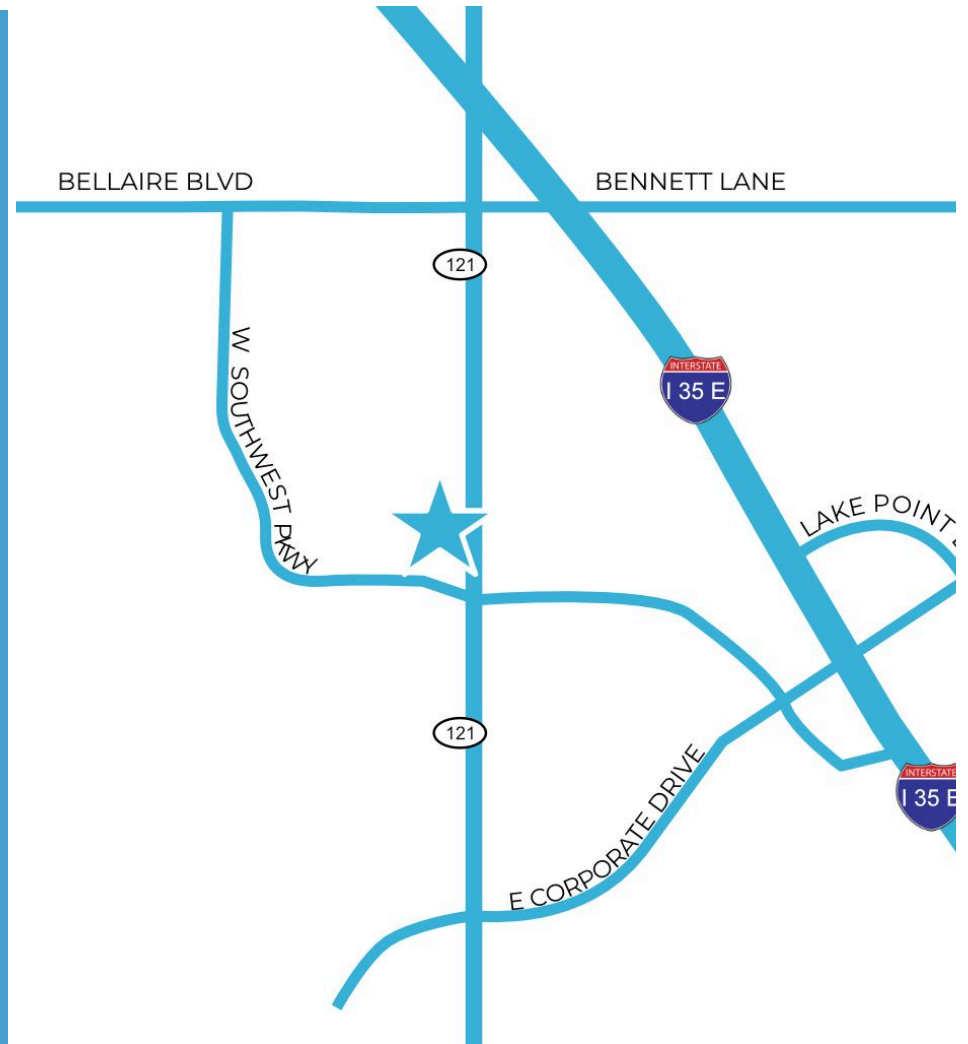 BELLAIRE BLVD
BENNETT LANE
121
INTERSTATE
I 35 E
W SOUTHWEST PKWY
LAKE POINT
121
INTERSTATE
I 35 E
E CORPORATE DRIVE